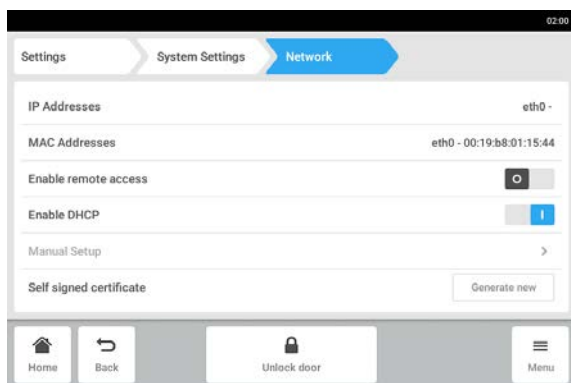 02:00
Settings
System Settings
Network
IP Addresses
eth0 -
MAC Addresses
eth0 - 00:19:b8:01:15:44
Enable remote access
O
Enable DHCP
I
Manual Setup
Self signed certificate
Generate new
Home
Back
Unlock door
Menu